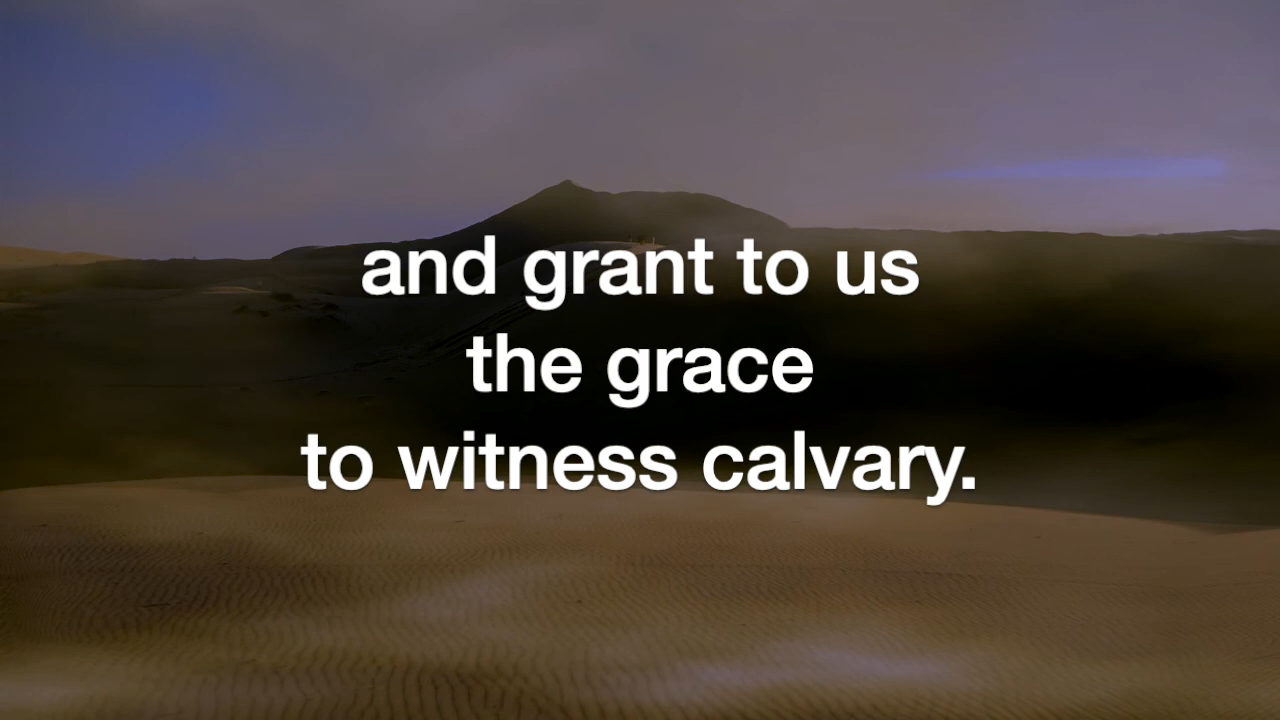 and grant to us
the grace
to witness calvary.